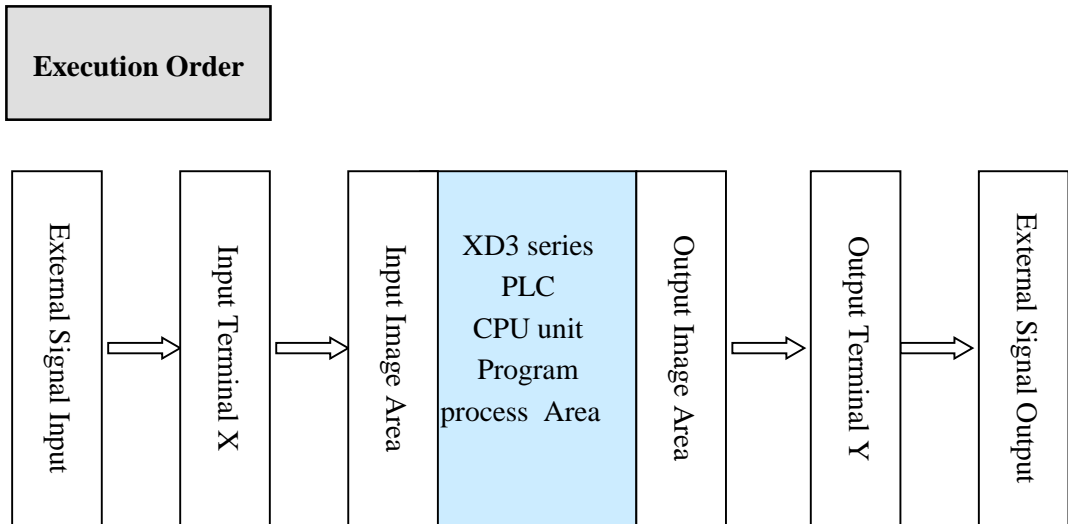 Execution Order
External Signal Input
Input Terminal X
Input Image Area
XD3 series
PLC
CPU unit
Program
process Area
Output Image Area
Output Terminal Y
External Signal Output